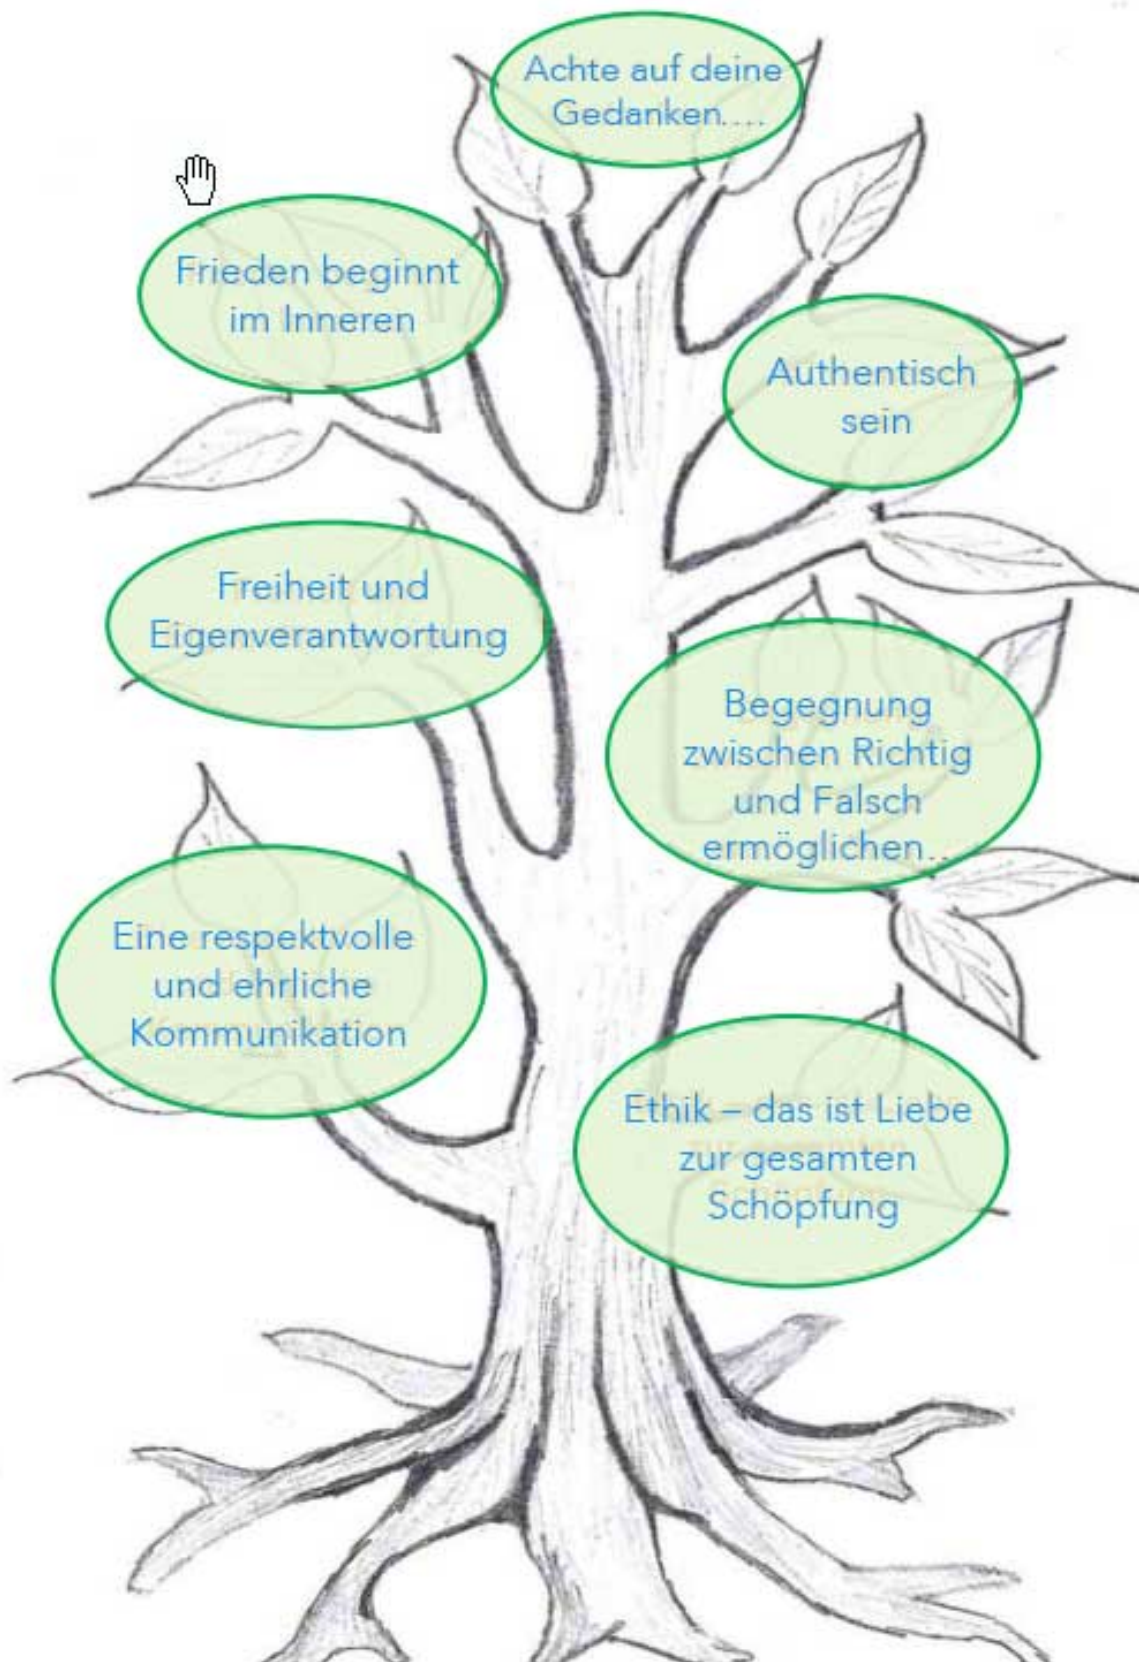 Achte auf deine
Gedanken....
Frieden beginnt
im Inneren
Authentisch
sein
Freiheit und
Eigenverantwortung
Begegnung
zwischen Richtig
und Falsch
ermöglichen..
Eine respektvolle
und ehrliche
Kommunikation
Ethik – das ist Liebe
zur gesamten
Schöpfung